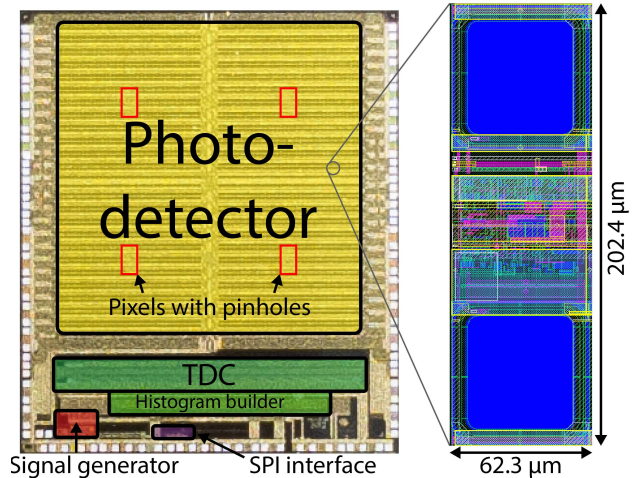 Photo-
detector
Pixels with pinholes
TDC
Histogram builder
Signal generator
SPI interface
202.4 µm
62.3 µm